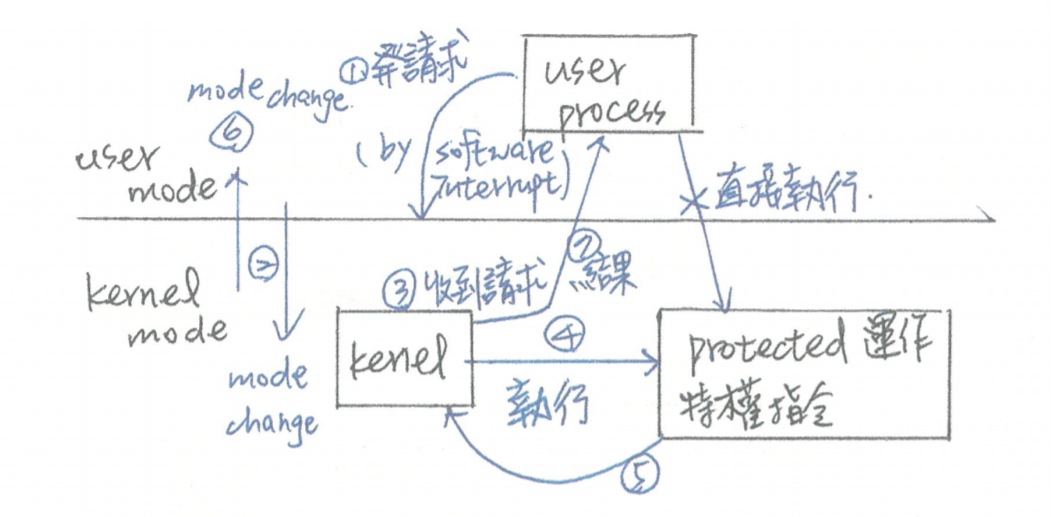 ①發請求
user
process
mode change.
⑥
(by software
Interrupt)
user
mode
直接執行.
②
kernel
mode
③收到請求
⑦
結果
kernel
④
執行
protected 運作
特權指令
mode
change
⑤